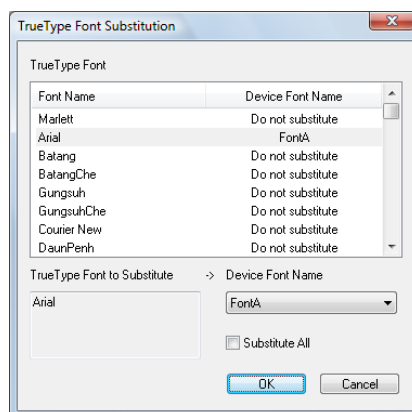 TrueType Font Substitution
TrueType Font
Font Name Device Font Name
Marlett Do not substitute
Arial FontA
Batang Do not substitute
BatangChe Do not substitute
Gungsuh Do not substitute
GungsuhChe Do not substitute
Courier New Do not substitute
DaunPenh Do not substitute
TrueType Font to Substitute -> Device Font Name
Arial FontA
Substitute All
OK Cancel